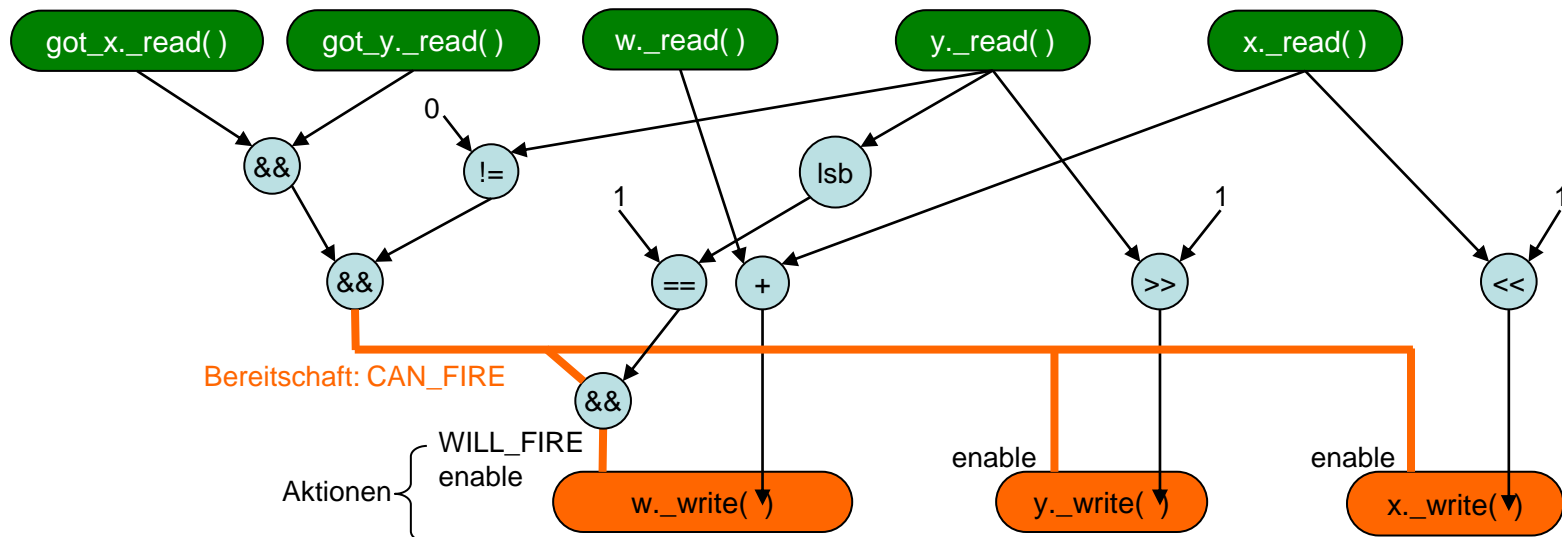 got_x._read( )
got_y._read( )
w._read( )
y._read( )
x._read( )
0
&&
!=
lsb
1
1
1
&&
==
+
>>
<<
Bereitschaft: CAN_FIRE
&&
WILL_FIRE
enable
Aktionen
enable
enable
w._write( )
y._write( )
x._write( )